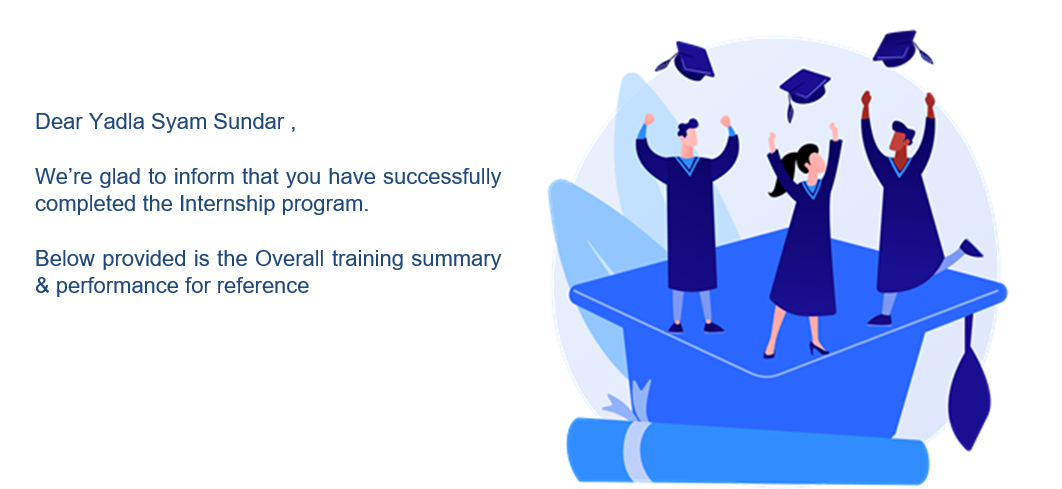 Dear Yadla Syam Sundar ,
We’re glad to inform that you have successfully
completed the Internship program.
Below provided is the Overall training summary
& performance for reference